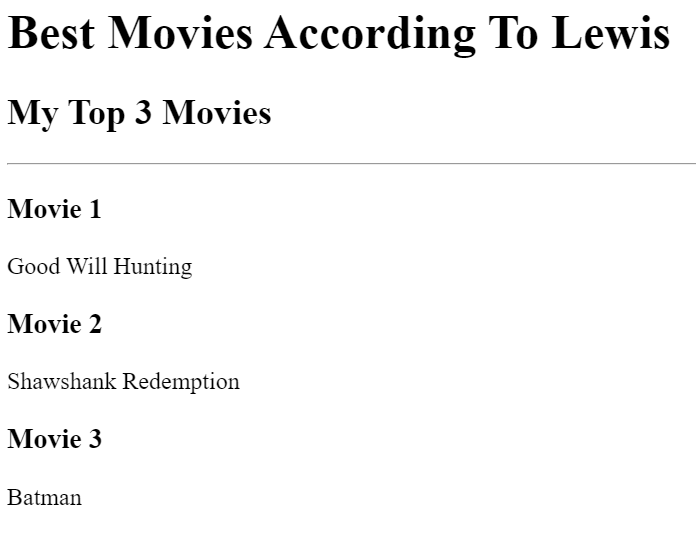 Best Movies According To Lewis
My Top 3 Movies
Movie 1
Good Will Hunting
Movie 2
Shawshank Redemption
Movie 3
Batman